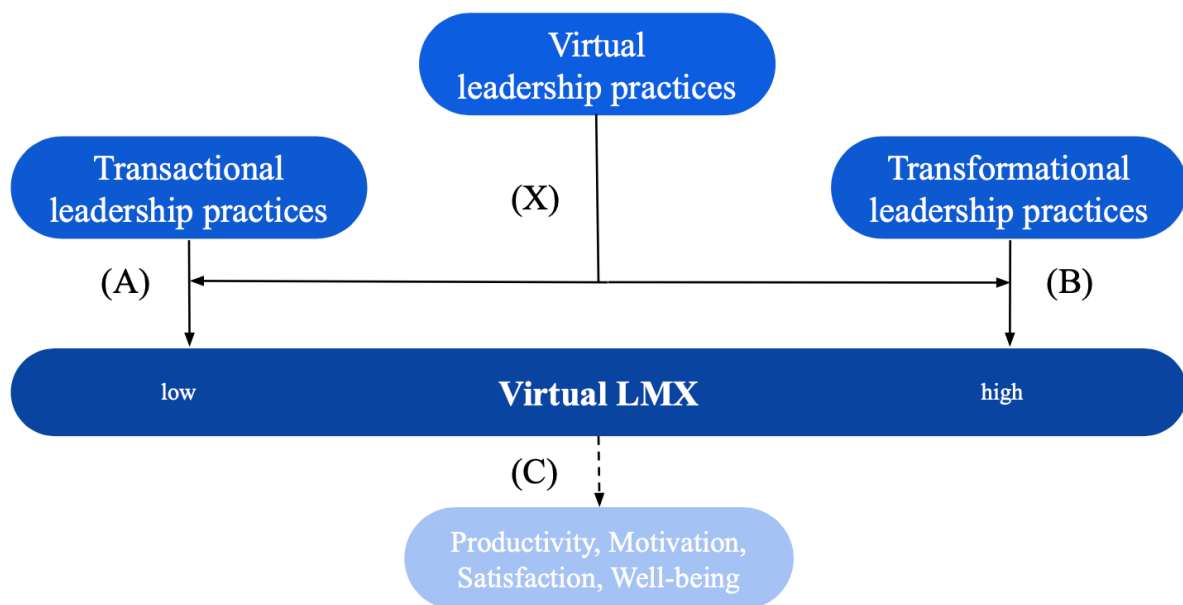 Virtual
leadership practices
Transactional
leadership practices
(X)
Transformational
leadership practices
(A)
(B)
low
Virtual LMX
high
(C)
Productivity, Motivation,
Satisfaction, Well-being